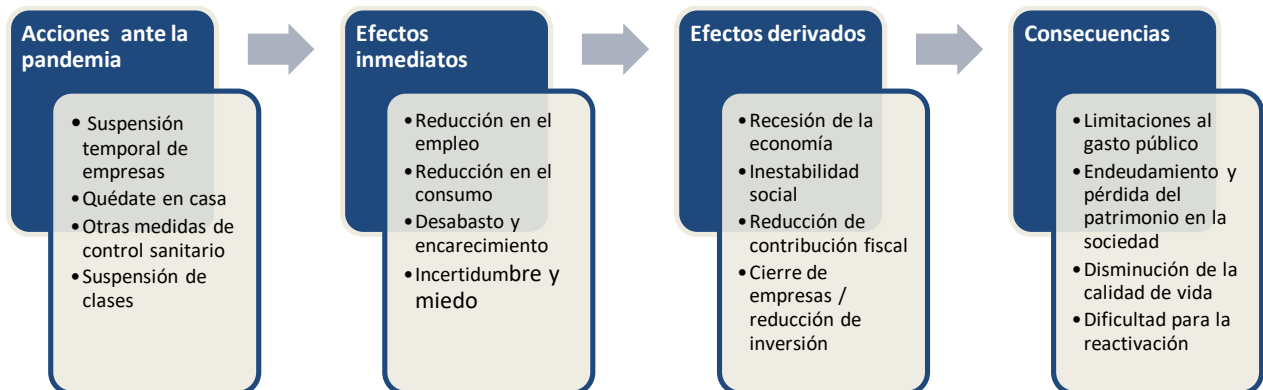 Acciones ante la
pandemia
• Suspensión
temporal de
empresas
• Quédate en casa
• Otras medidas de
control sanitario
• Suspensión de
clases
Efectos
inmediatos
• Reducción en el
empleo
• Reducción en el
consumo
• Desabasto y
encarecimiento
• Incertidumbre y
miedo
Efectos derivados
• Recesión de la
economía
• Inestabilidad
social
• Reducción de
contribución fiscal
• Cierre de
empresas /
reducción de
inversión
Consecuencias
• Limitaciones al
gasto público
• Endeudamiento y
pérdida del
patrimonio en la
sociedad
• Disminución de la
calidad de vida
• Dificultad para la
reactivación